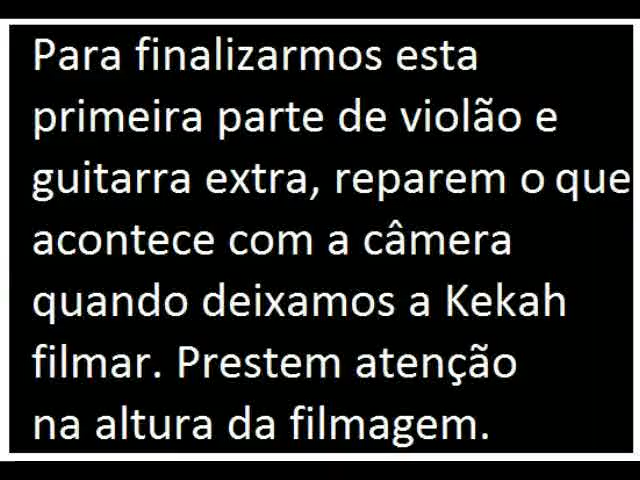 Para finalizarmos esta
primeira parte de violão e
guitarra extra, reparem o que
acontece com a câmera
quando deixamos a Kekah
filmar. Prestem atenção
na altura da filmagem.